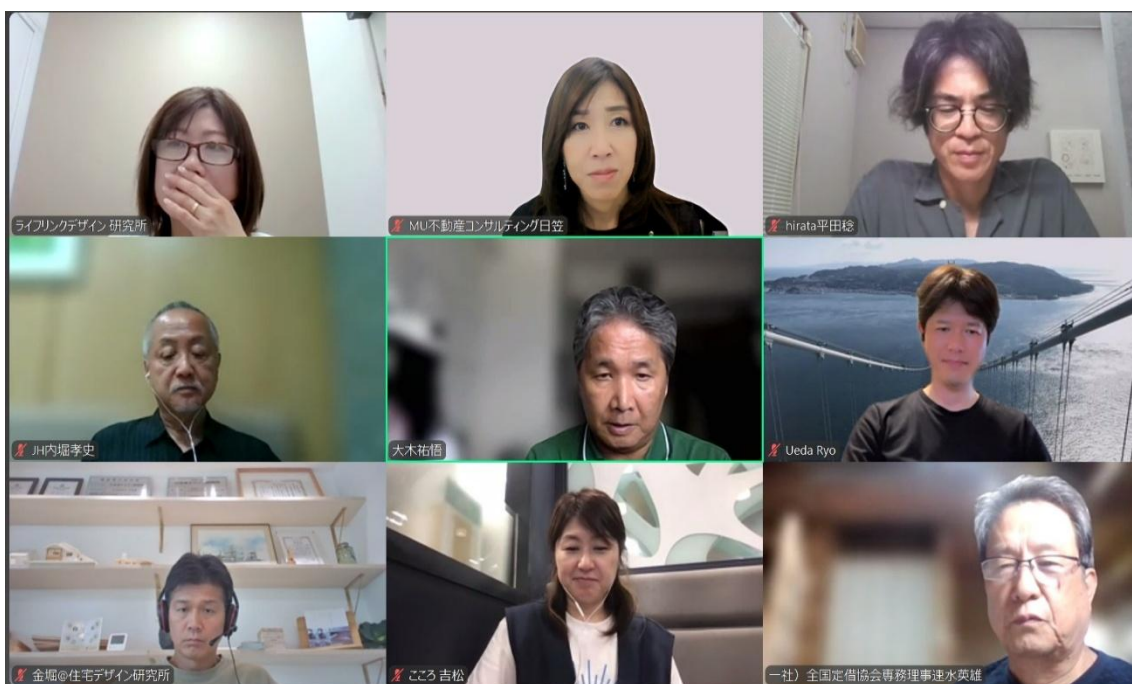 ライフリンクデザイン 研究所
MU不動産コンサルティング日笠
hirata平田稔
JH内堀孝史
大木祐悟
Ueda Ryo
金堀@住宅デザイン研究所
こころ 吉松
一社）全国定借協会専務理事速水英雄